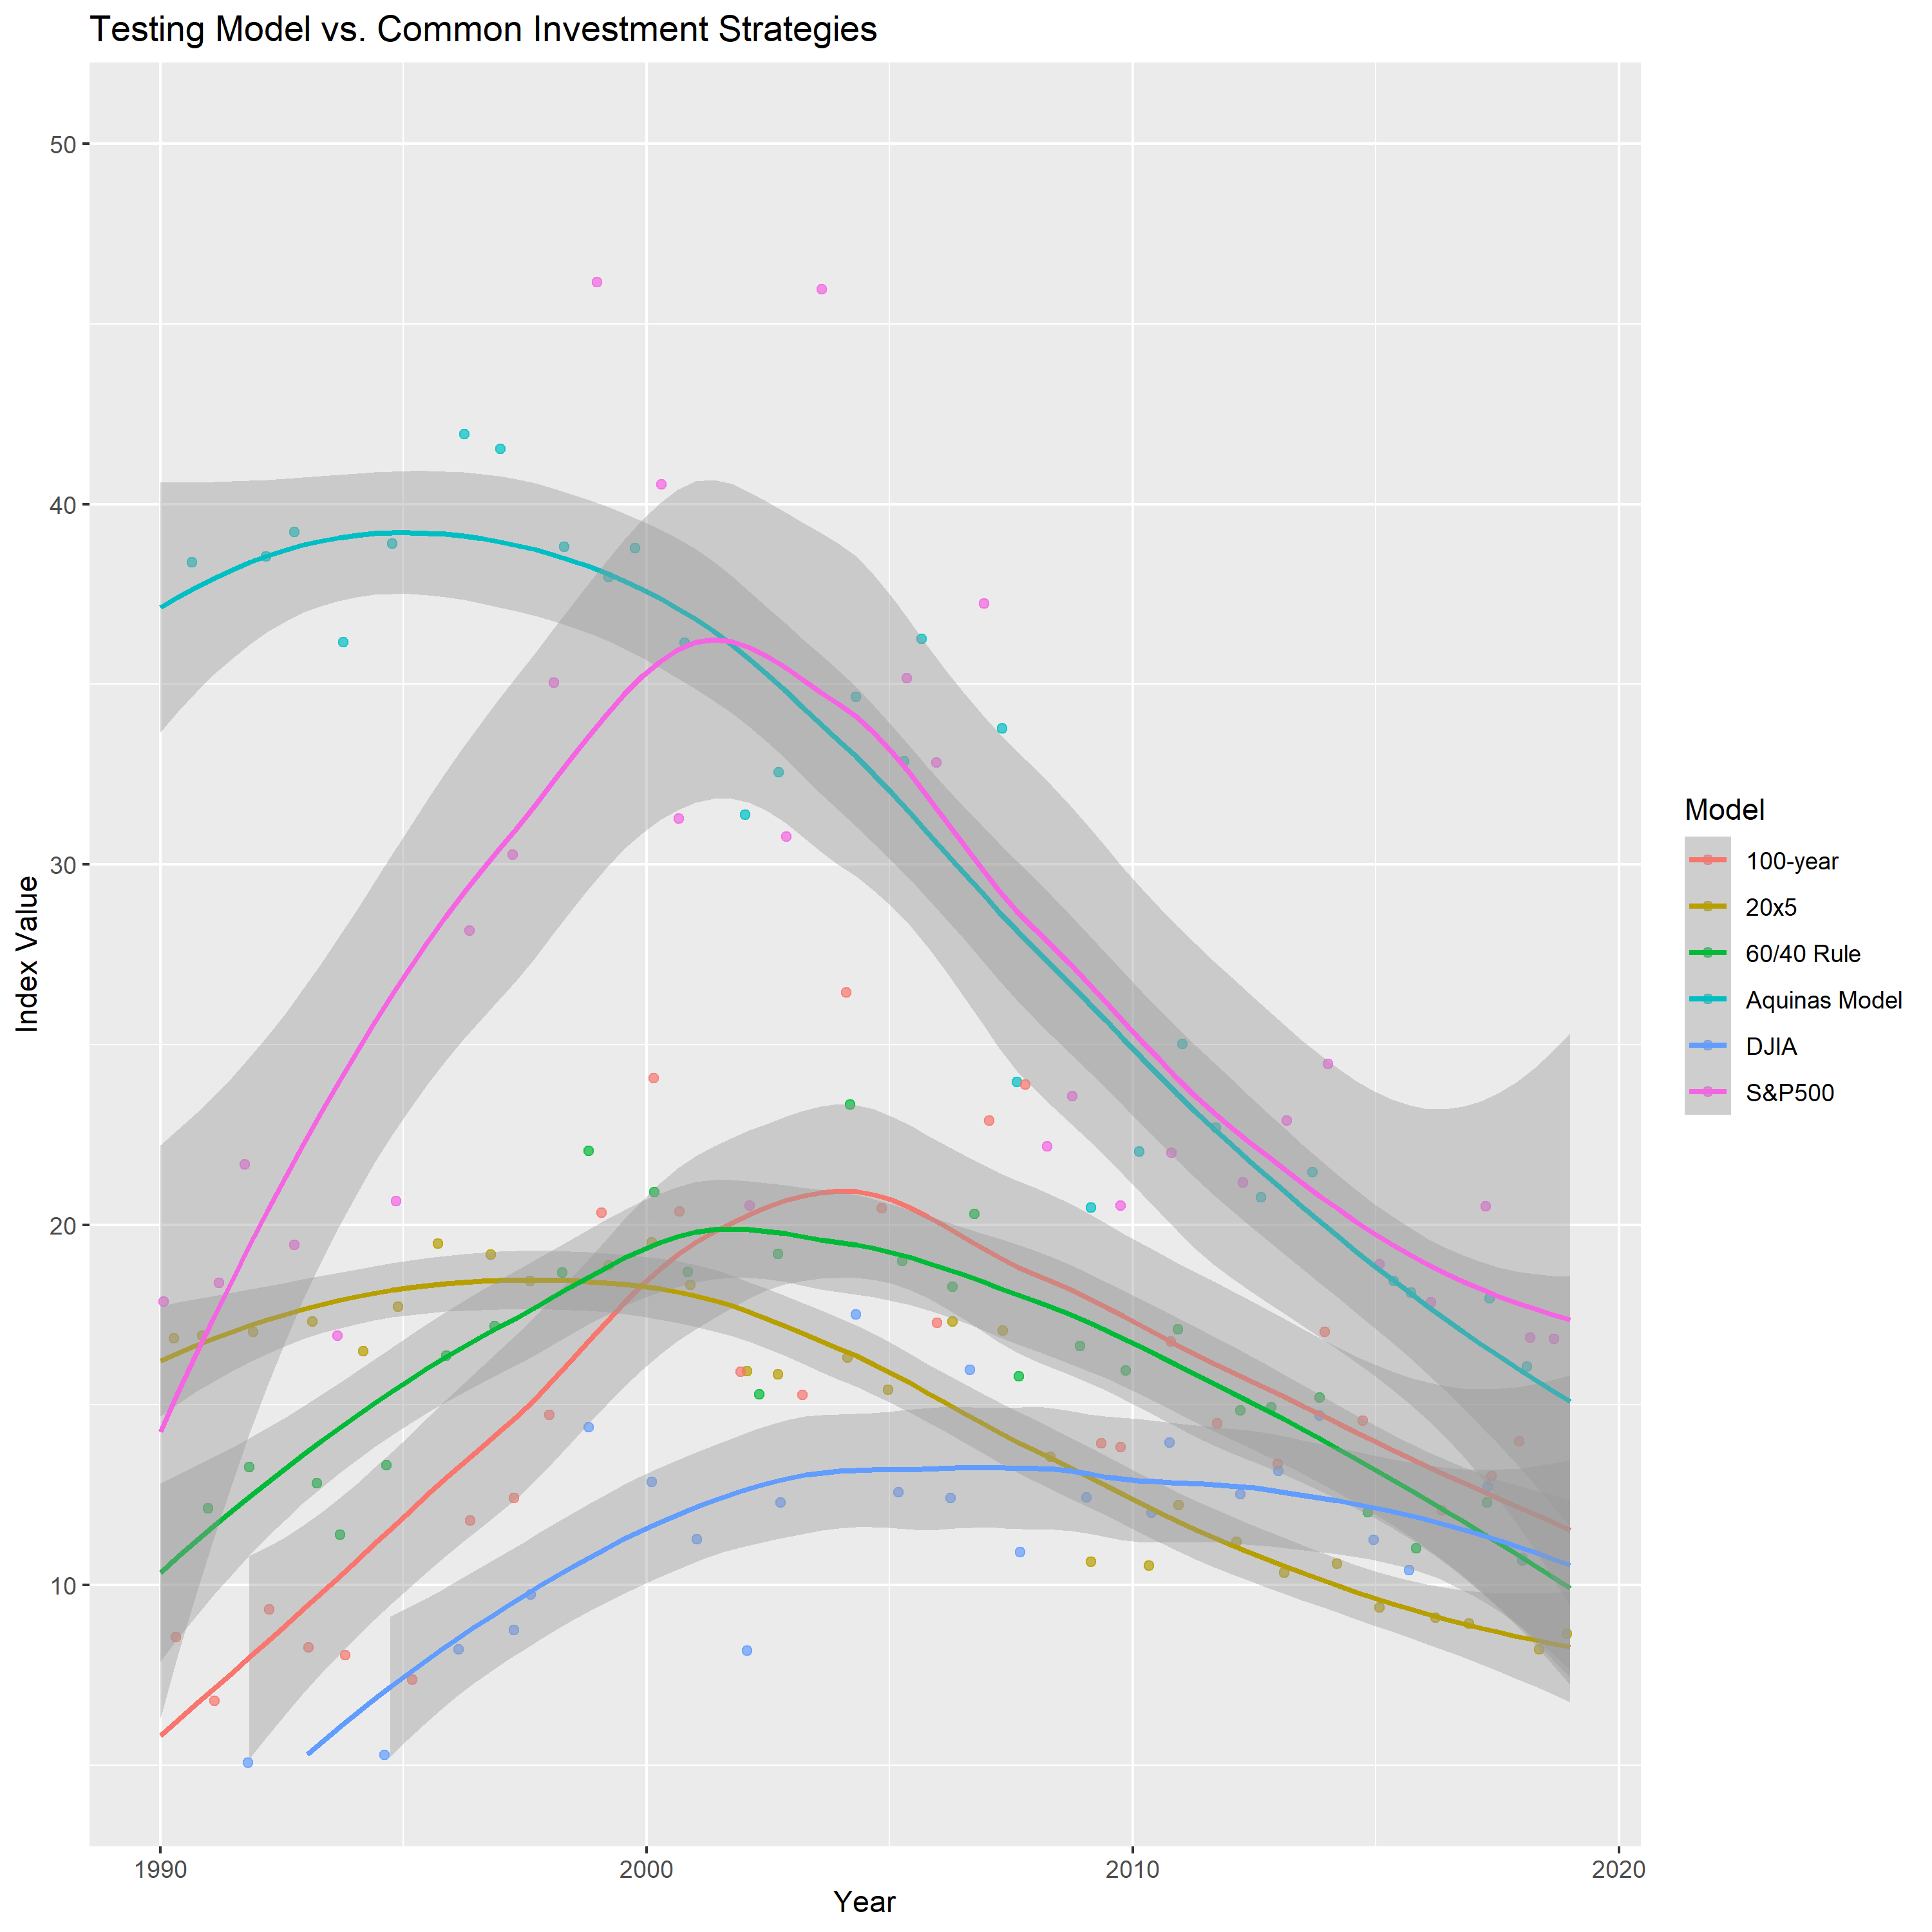 Testing Model vs. Common Investment Strategies
50
40
30
20
10
Index Value
1990
2000
2010
2020
Year
Model
100-year
20x5
60/40 Rule
Aquinas Model
DJIA
S&P500